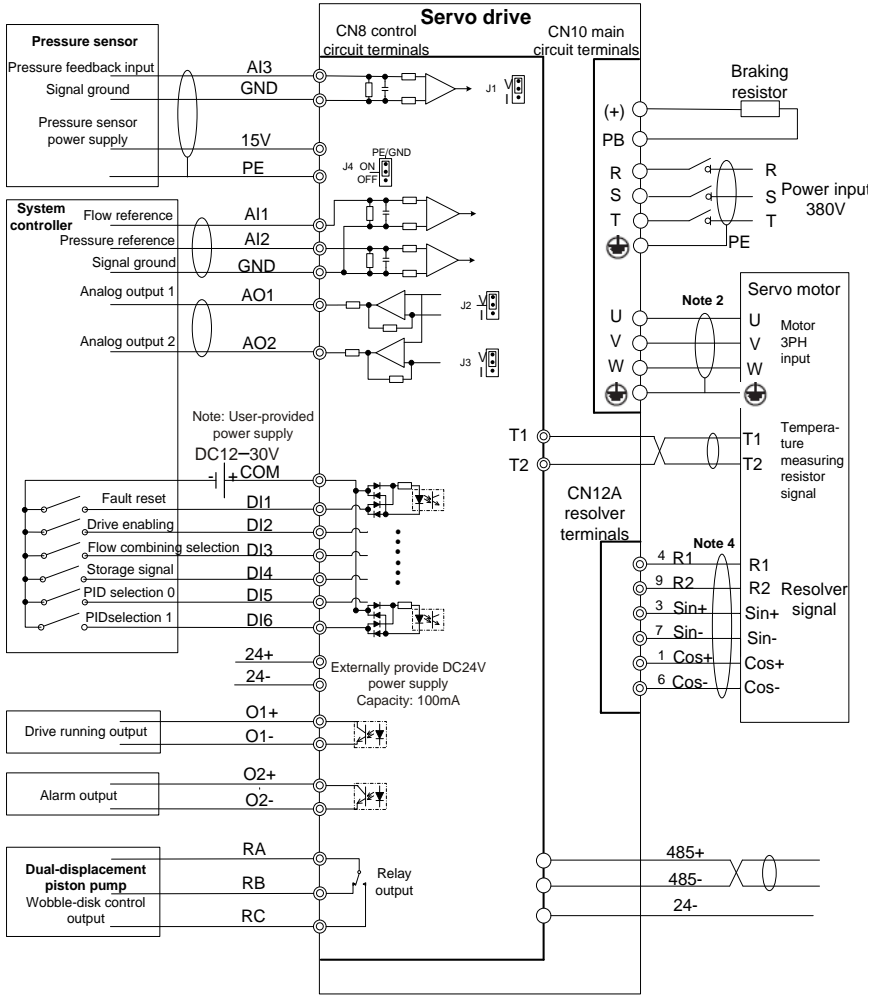 Servo drive
CN8 control
circuit terminals
CN10 main
circuit terminals
Pressure sensor
Pressure feedback input
AI3
Signal ground
GND
Pressure sensor
power supply
15V
PE
J1
V
I
PE/GND
J4
ON
OFF
System
controller
Flow reference
AI1
Pressure reference
AI2
Signal ground
GND
Analog output 1
AO1
Analog output 2
AO2
J2
V
I
J3
V
I
Note: User-provided
power supply
DC12－30V
- + COM
Fault reset
DI1
Drive enabling
DI2
Flow combining selection
DI3
Storage signal
DI4
PID selection 0
DI5
PIDselection 1
DI6
24+
24-
Externally provide DC24V
power supply
Capacity: 100mA
Drive running output
O1+
O1-
Alarm output
O2+
O2-
Dual-displacement
piston pump
Wobble-disk control
output
RA
RB
RC
Relay
output
Braking
resistor
(+)
PB
R
S
T
R
S
T
Power input
380V
PE
Note 2
Servo motor
U
V
W
U
V
W
Motor
3PH
input
T1
T2
T1
T2
Tempera-
ture
measuring
resistor
signal
CN12A
resolver
terminals
Note 4
4 R1
R1
9 R2
R2
3 Sin+
Sin+
7 Sin-
Sin-
1 Cos+
Cos+
6 Cos-
Cos-
Resolver
signal
485+
485-
24-